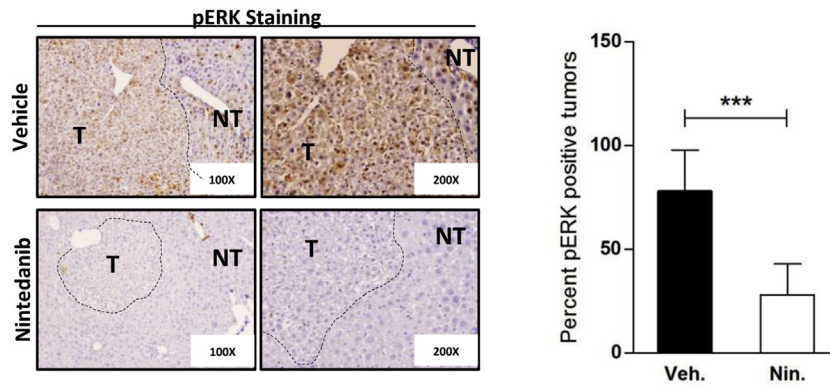 pERK Staining
Vehicle
T
NT
100X
T
NT
200X
Nintedanib
T
NT
100X
T
NT
200X
Percent pERK positive tumors
150
100
50
0
***
Veh.
Nin.